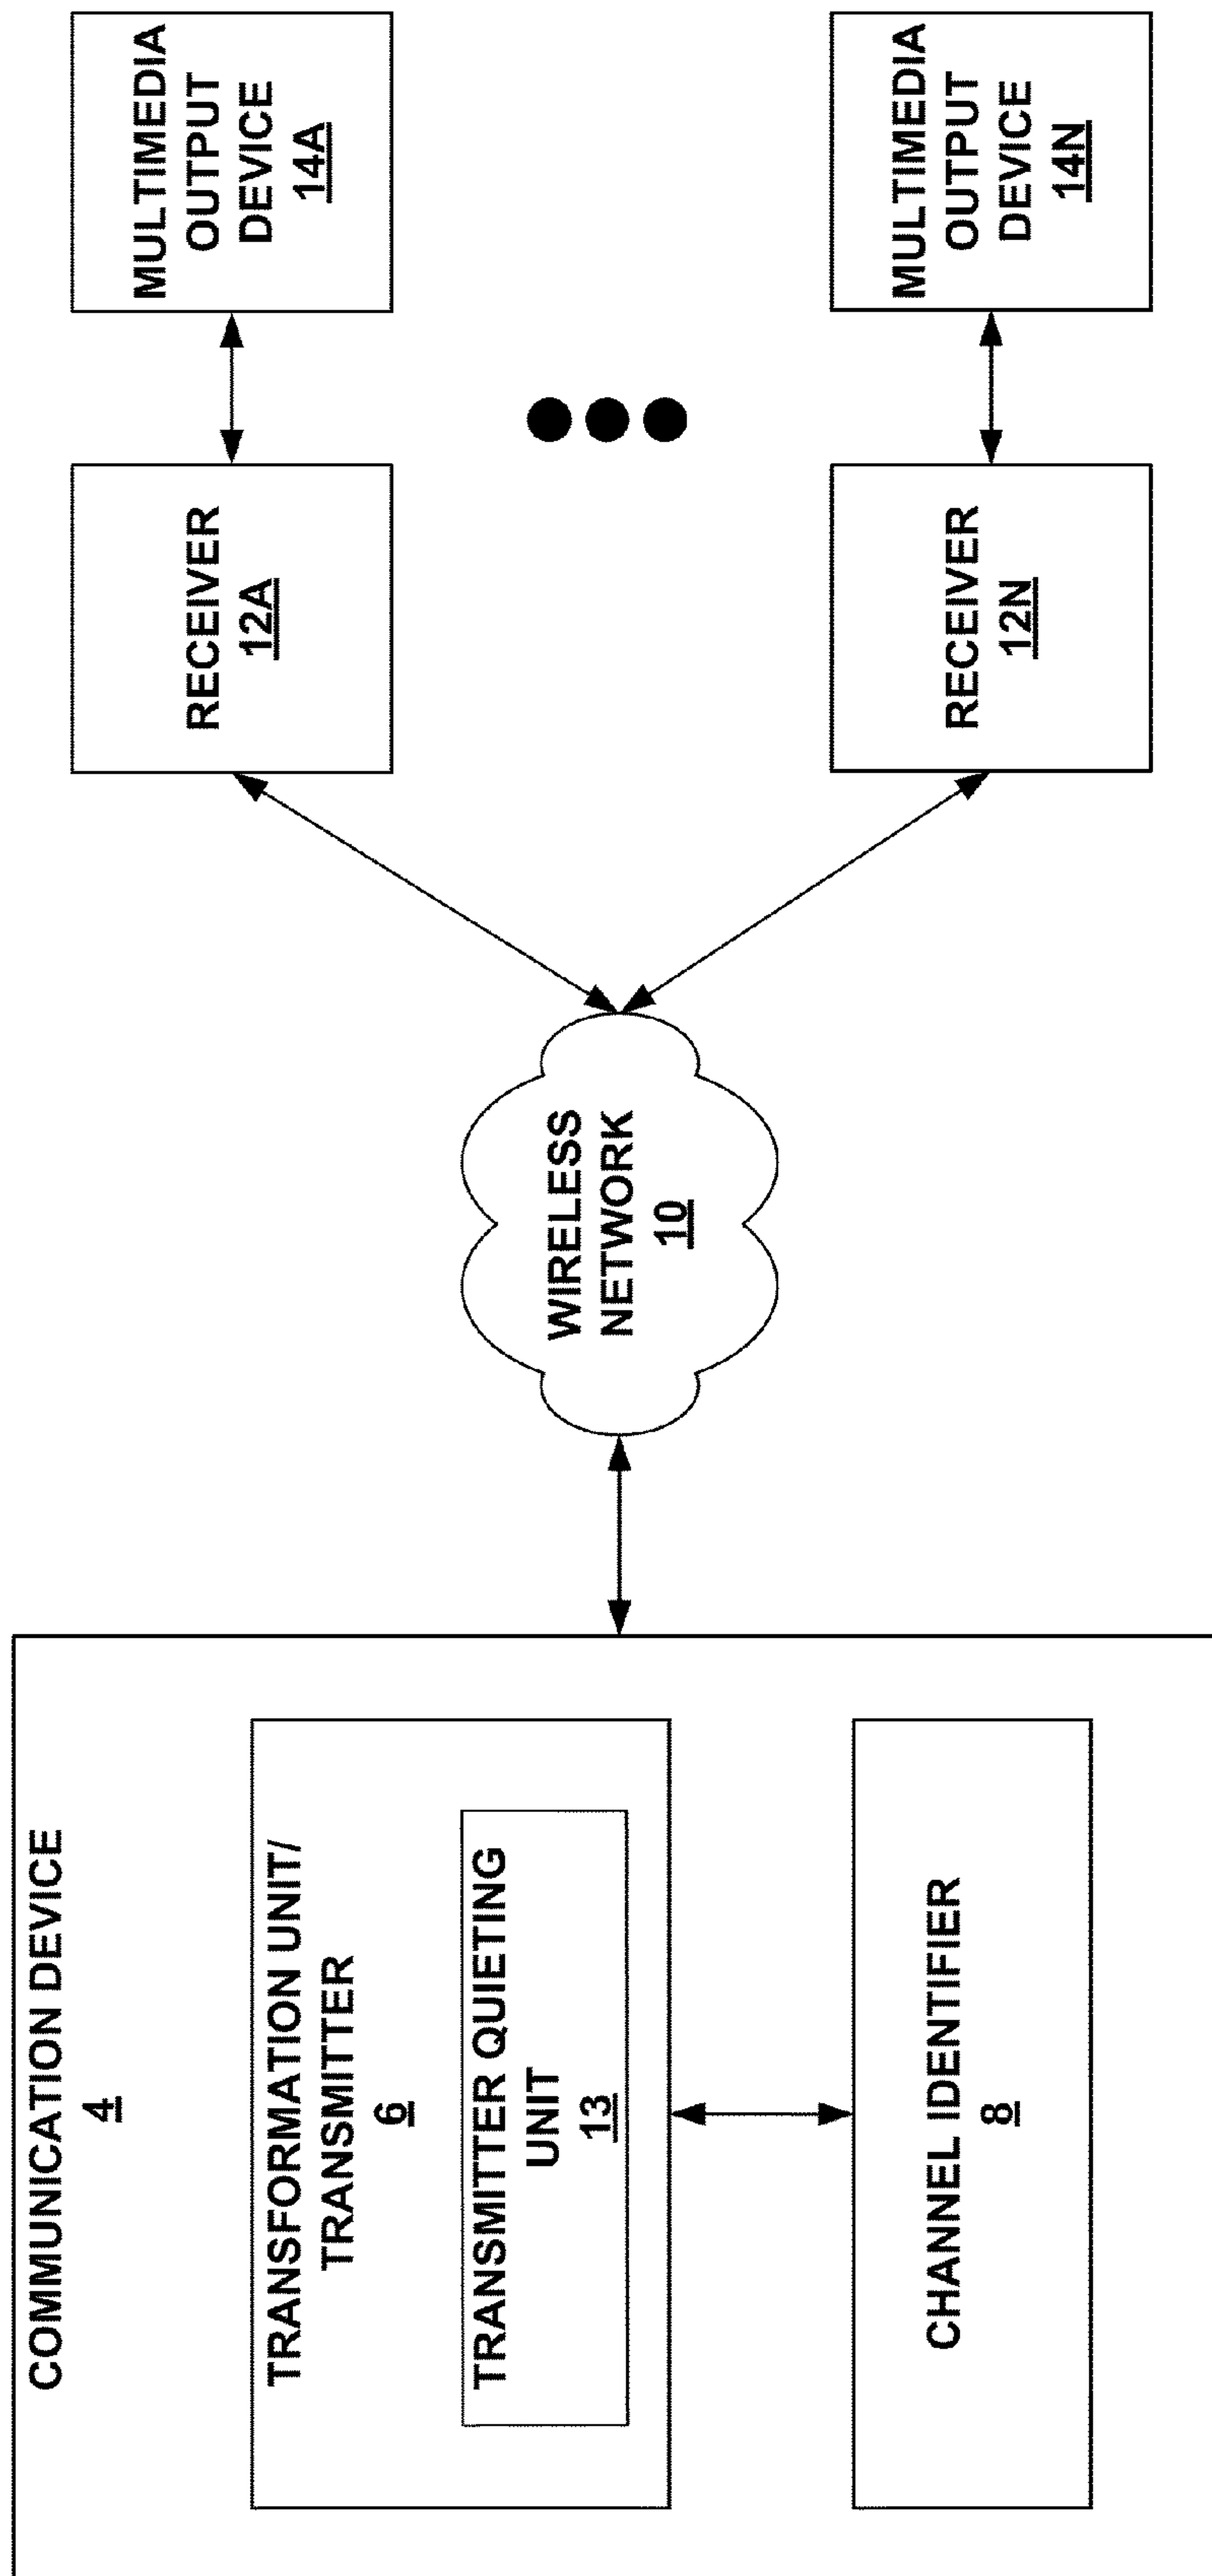 COMMUNICATION DEVICE
4
TRANSFORMATION UNIT/
TRANSMITTER
6
TRANSMITTER QUIETING
UNIT
13
CHANNEL IDENTIFIER
8
WIRELESS
NETWORK
10
RECEIVER
12A
MULTIMEDIA
OUTPUT
DEVICE
14A
RECEIVER
12N
MULTIMEDIA
OUTPUT
DEVICE
14N